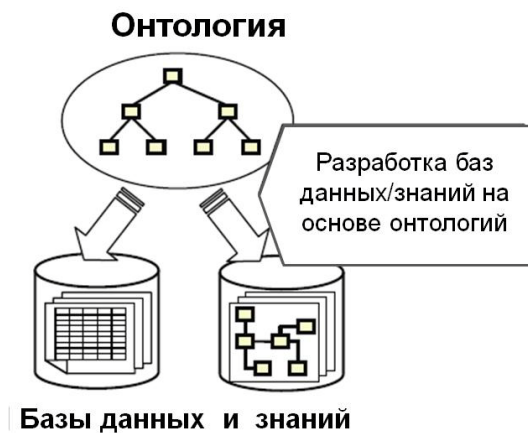 Онтология
Разработка баз
данных/знаний на
основе онтологий
Базы данных и знаний